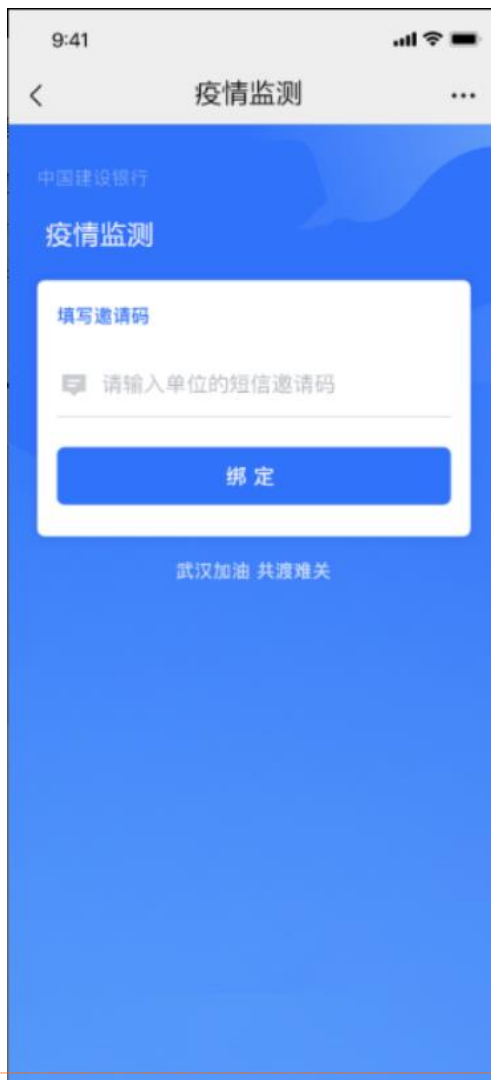 9:41
疫情监测
中国建设银行
疫情监测
填写邀请码
请输入单位的短信邀请码
绑 定
武汉加油 共渡难关